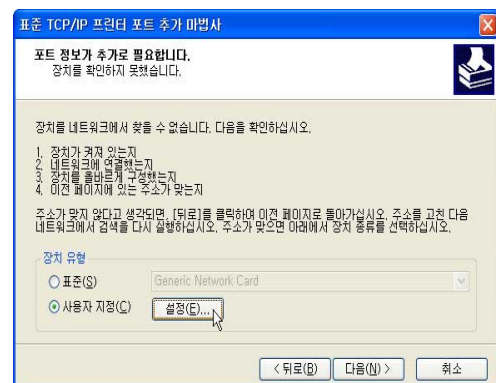 표준 TCP/IP 프린터 포트 추가 마법사
포트 정보가 추가로 필요합니다.
장치를 확인하지 못했습니다.
장치를 네트워크에서 찾을 수 없습니다. 다음을 확인하십시오.
1. 장치가 켜져 있는지
2. 네트워크에 연결했는지
3. 장치를 올바르게 구성했는지
4. 이전 페이지에 있는 주소가 맞는지
주소가 맞지 않다고 생각되면, [뒤로]를 클릭하여 이전 페이지로 돌아가십시오. 주소를 고친 다음
네트워크에서 검색을 다시 실행하십시오. 주소가 맞으면 아래에서 장치 종류를 선택하십시오.
장치 유형
표준(S) Generic Network Card
사용자 지정(C) 설정(E)...
< 뒤로(B) 다음(N) > 취소